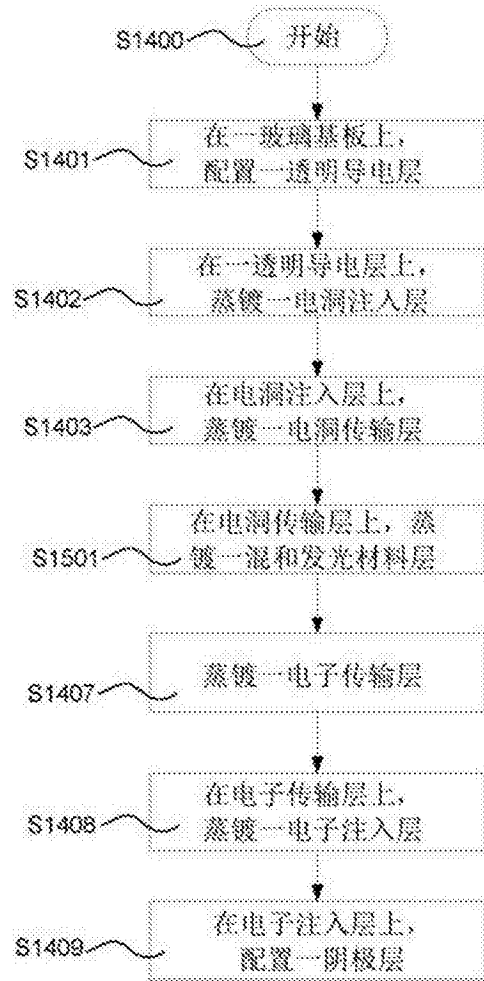 S1400
开始
S1401
在一玻璃基板上，
配置一透明导电层
S1402
在一透明导电层上，
蒸镀一电洞注入层
S1403
在电洞注入层上，
蒸镀一电洞传输层
S1501
在电洞传输层上，蒸
镀一混和发光材料层
S1407
蒸镀一电子传输层
S1408
在电子传输层上，
蒸镀一电子注入层
S1409
在电子注入层上，
配置一阴极层